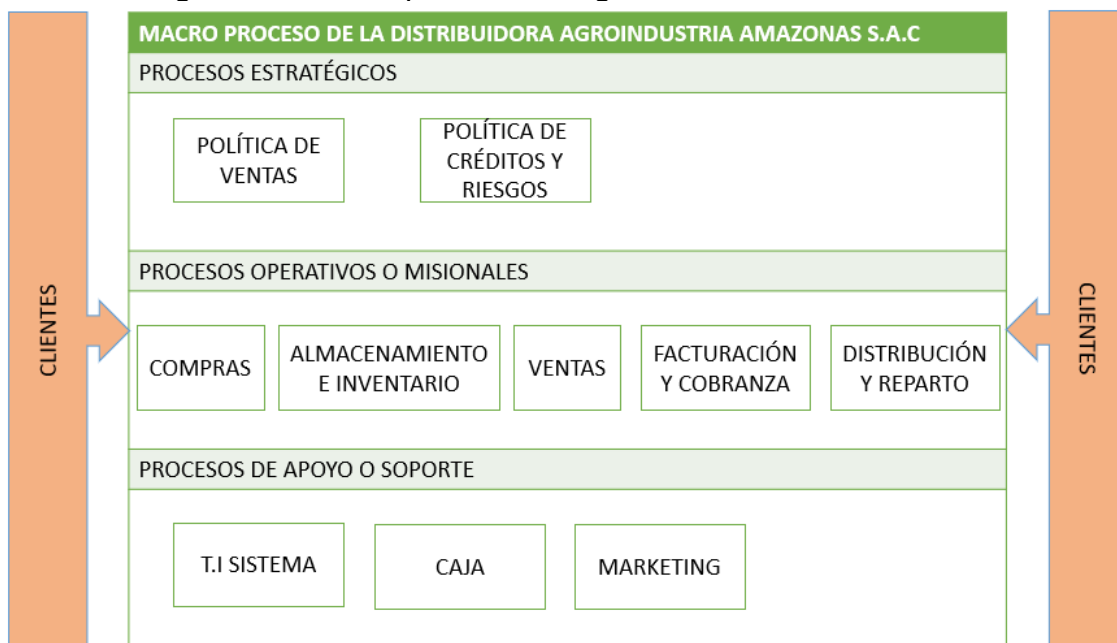 MACRO PROCESO DE LA DISTRIBUIDORA AGROINDUSTRIA AMAZONAS S.A.C
PROCESOS ESTRATÉGICOS
POLÍTICA DE
VENTAS
POLÍTICA DE
CRÉDITOS Y
RIESGOS
PROCESOS OPERATIVOS O MISIONALES
CLIENTES
COMPRAS
ALMACENAMIENTO
E INVENTARIO
VENTAS
FACTURACIÓN
Y COBRANZA
DISTRIBUCIÓN
Y REPARTO
CLIENTES
PROCESOS DE APOYO O SOPORTE
T.I SISTEMA
CAJA
MARKETING